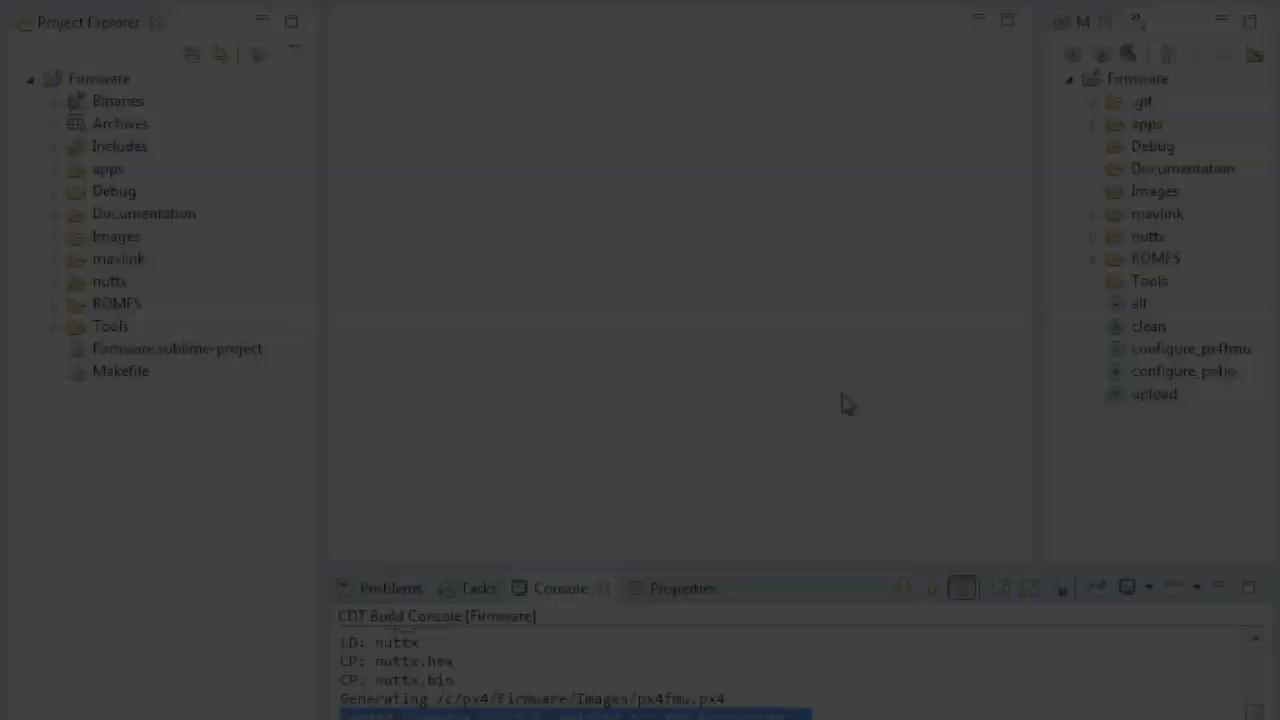 Project Explorer
Firmware
Binaries
Archives
Includes
apps
Debug
Documentation
Images
mavlink
nuttx
ROMFS
Tools
Firmware.sublime-project
Makefile
M
2
Firmware
.git
apps
Debug
Documentation
Images
mavlink
nuttx
ROMFS
Tools
all
clean
configure_px4fmu
configure_px4io
upload
Problems Tasks Console Properties
CDT Build Console [Firmware]
LD: nuttx
CP: nuttx.hex
CP: nuttx.bin
Generating /c/px4/Firmware/Images/px4fmu.px4